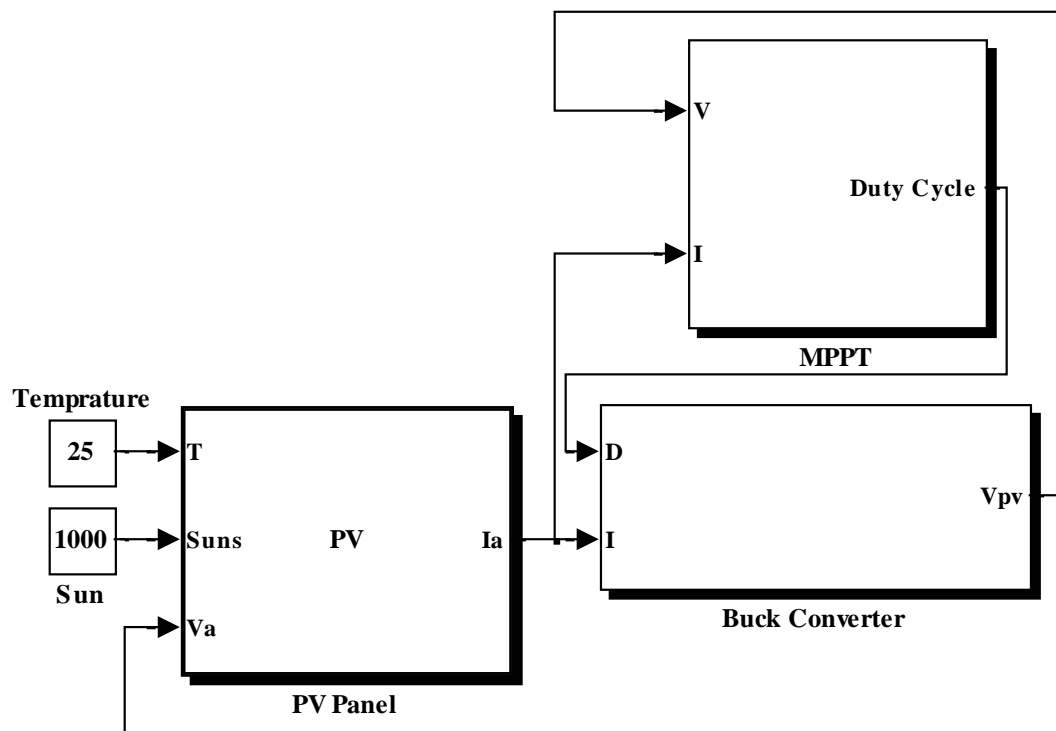 V
Duty Cycle
I
MPPT
Temprature
25
T
D
Vpv
1000
Suns
PV
Ia
I
Sun
Va
Buck Converter
PV Panel